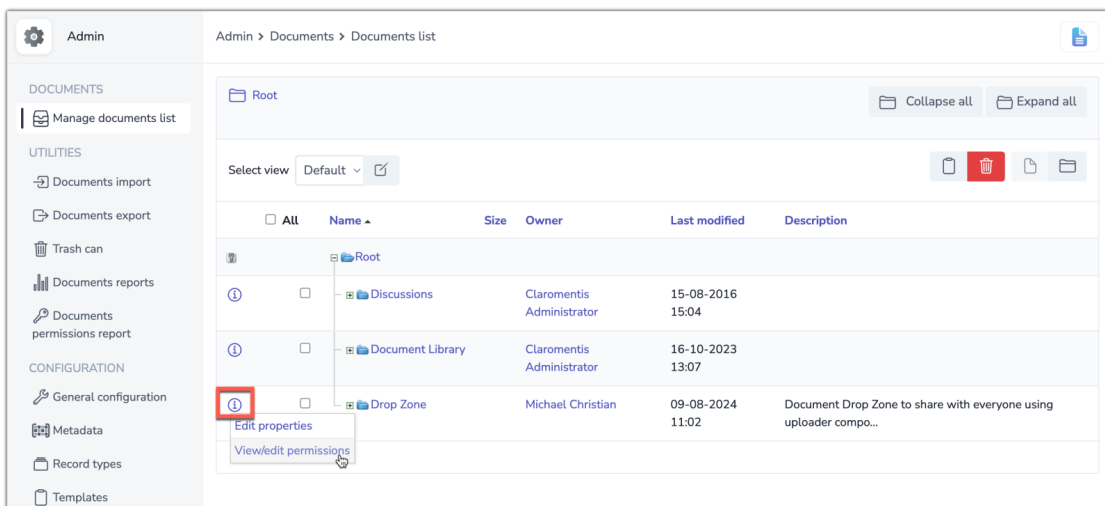 Admin
Admin > Documents > Documents list
DOCUMENTS
Manage documents list
UTILITIES
Documents import
Documents export
Trash can
Documents reports
Documents
permissions report
CONFIGURATION
General configuration
Metadata
Record types
Templates
Root
Collapse all
Expand all
Select view Default
All Name Size Owner Last modified Description
Root
Discussions Claromentis 15-08-2016
Administrator 15:04
Document Library Claromentis 16-10-2023
Administrator 13:07
Drop Zone Michael Christian 09-08-2024 Document Drop Zone to share with everyone using
11:02 uploader compo...
Edit properties
View/edit permissions